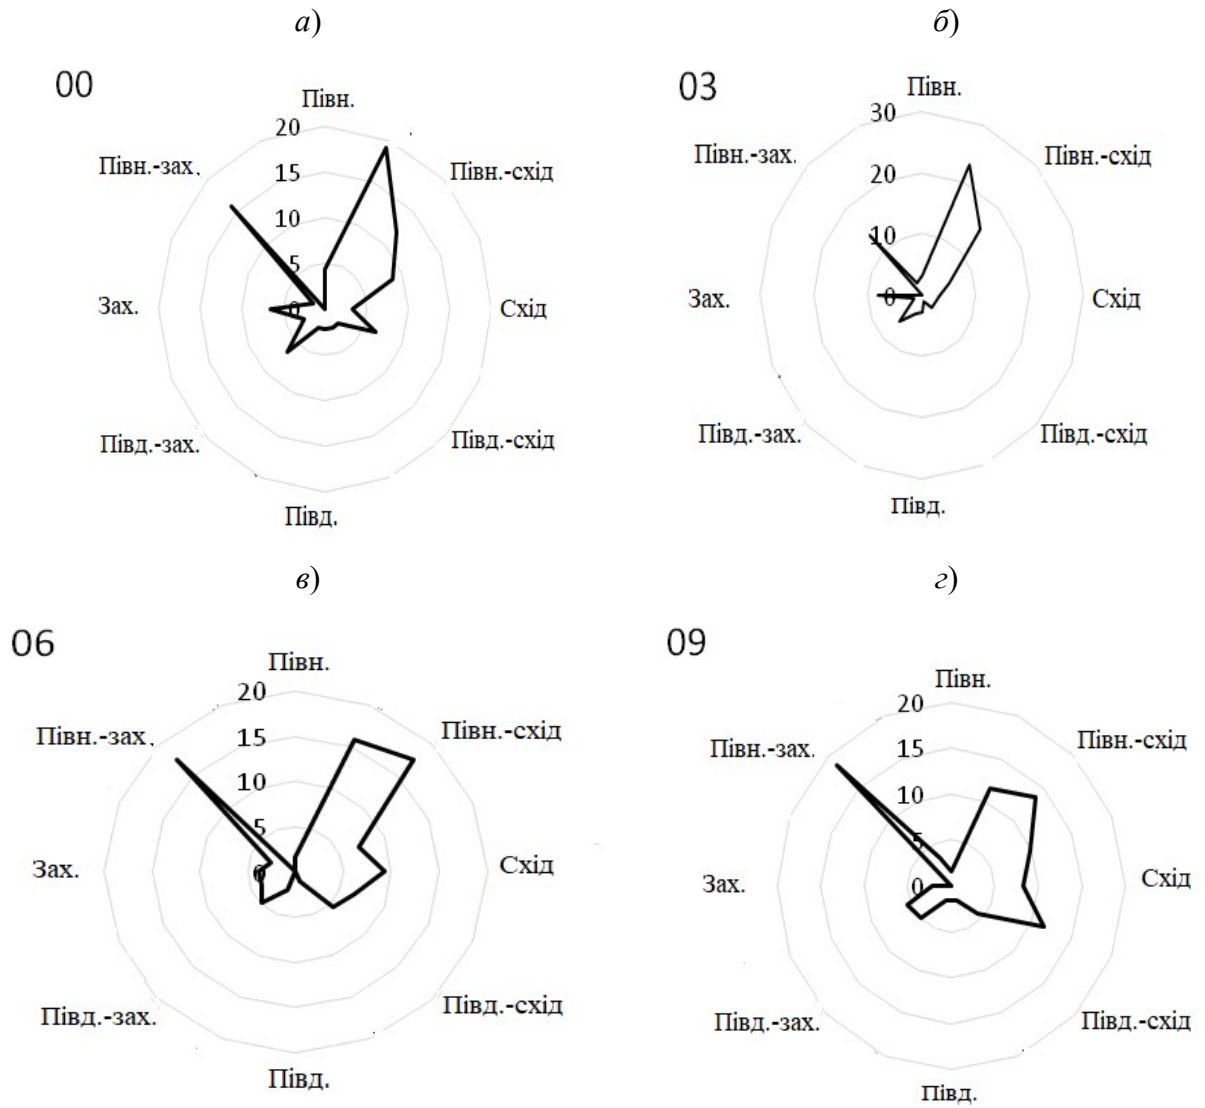 а)
00
Півн.
20
Півн.-зах.
15
Півн.-схід
10
5
Зах.
0
Схід
Півд.-зах.
Півд.-схід
Півд.
б)
03
Півн.
30
Півн.-зах.
Півн.-схід
20
10
Зах.
0
Схід
Півд.-зах.
Півд.-схід
Півд.
в)
06
Півн.
20
Півн.-зах.
15
Півн.-схід
10
5
Зах.
0
Схід
Півд.-зах.
Півд.-схід
Півд.
г)
09
Півн.
20
Півн.-зах.
15
Півн.-схід
10
5
Зах.
0
Схід
Півд.-зах.
Півд.-схід
Півд.